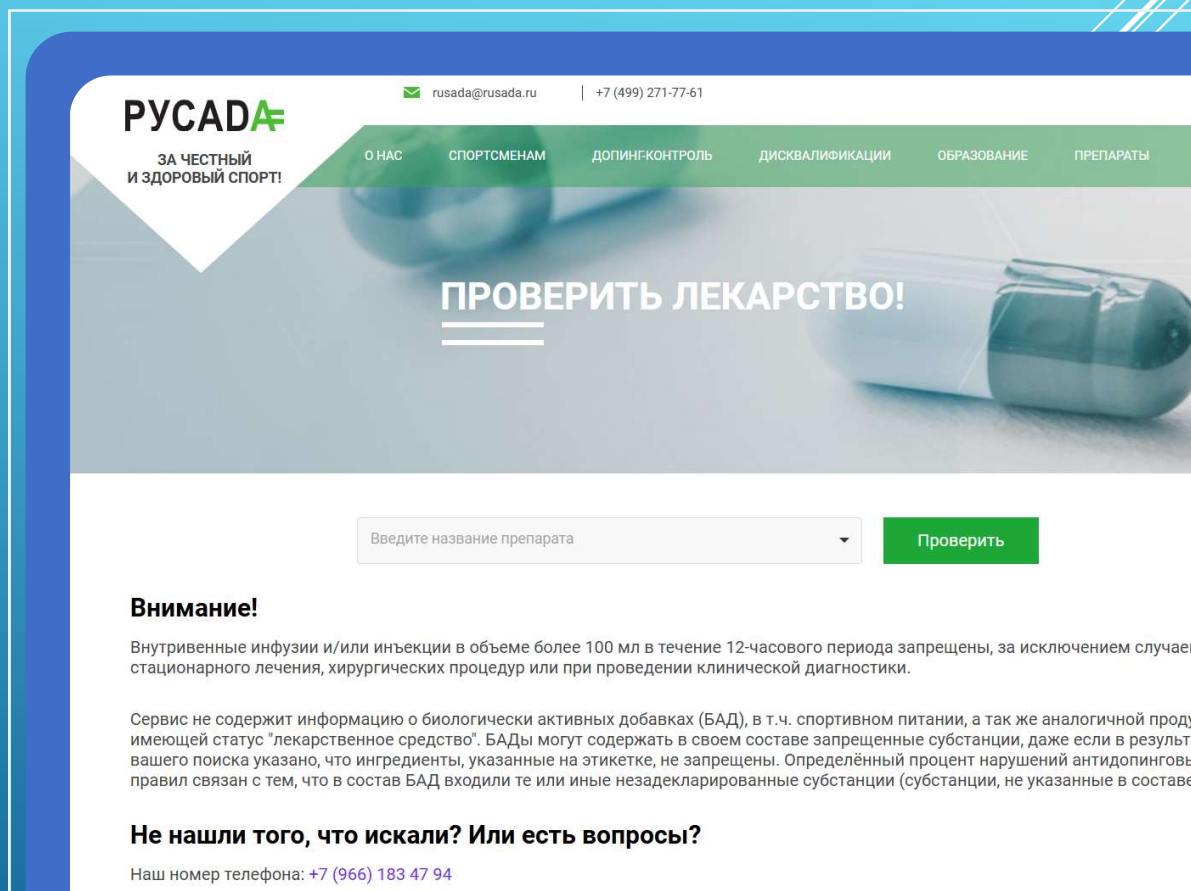 РУСАDA
ЗА ЧЕСТНЫЙ
И ЗДОРОВЫЙ СПОРТ!
rusada@rusada.ru
+7 (499) 271-77-61
О НАС СПОРТСМЕНАМ ДОПИНГ-КОНТРОЛЬ ДИСКВАЛИФИКАЦИИ ОБРАЗОВАНИЕ ПРЕПАРАТЫ
ПРОВЕРИТЬ ЛЕКАРСТВО!
Введите название препарата
Проверить
Внимание!
Внутривенные инфузии и/или инъекции в объеме более 100 мл в течение 12-часового периода запрещены, за исключением
стационарного лечения, хирургических процедур или при проведении клинической диагностики.
Сервис не содержит информацию о биологически активных добавках (БАД), в т.ч. спортивном питании, а так же аналогичной
имеющей статус "лекарственное средство". БАДы могут содержать в своем составе запрещенные субстанции, даже если в
вашего поиска указано, что ингредиенты, указанные на этикетке, не запрещены. Определённый процент нарушений
правил связан с тем, что в состав БАД входили те или иные незадекларированные субстанции (субстанции, не указанные в составе
Не нашли того, что искали? Или есть вопросы?
Наш номер телефона: +7 (966) 183 47 94